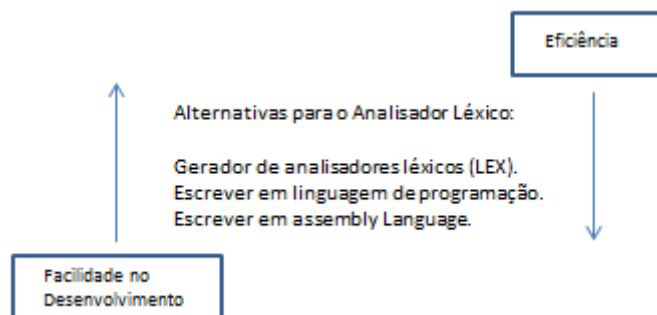 Eficiência
Alternativas para o Analisador Léxico:
Gerador de analisadores léxicos (LEX).
Escrever em linguagem de programação.
Escrever em assembly Language.
Facilidade no
Desenvolvimento